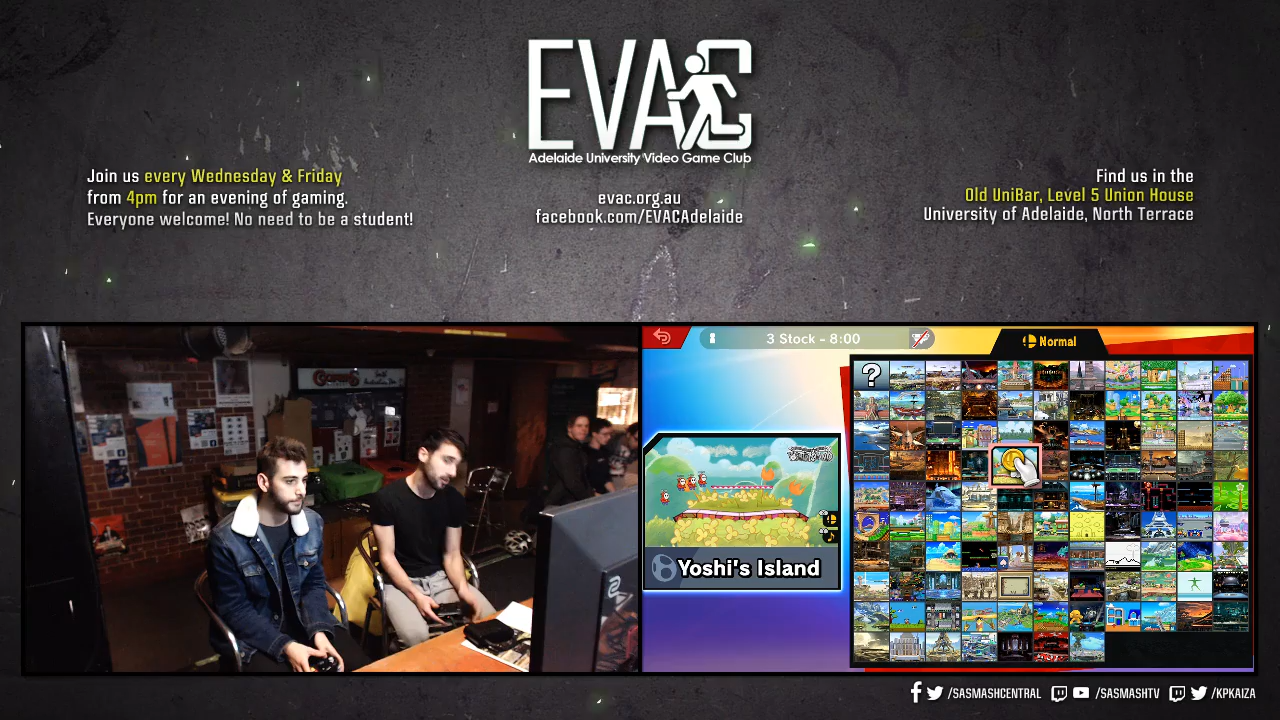 EVAC
Adelaide University Video Game Club
Join us every Wednesday & Friday
from 4pm for an evening of gaming.
Everyone welcome! No need to be a student!
evac.org.au
facebook.com/EVACAdelaide
Find us in the
Old UniBar, Level 5 Union House
University of Adelaide, North Terrace
3 Stock - 8:00
Normal
?
Yoshi's Island
/SASMASHCENTRAL
/SASMASHTV
/KPKAIZA